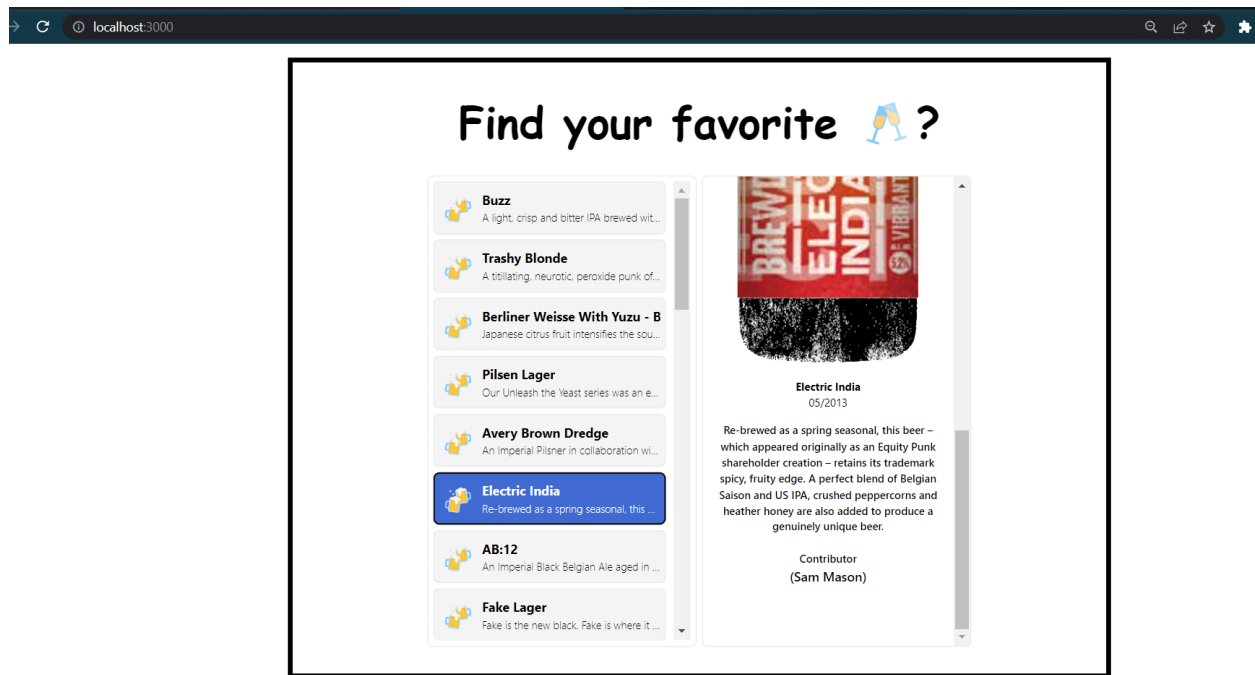 localhost:3000
Find your favorite ?
Buzz
A light, crisp and bitter IPA brewed wit...
Trashy Blonde
A titillating, neurotic, peroxide punk of...
Berliner Weisse With Yuzu - B
Japanese citrus fruit intensifies the sou...
Pilsen Lager
Our Unleash the Yeast series was an e...
Avery Brown Dredge
An Imperial Pilsner in collaboration wi...
Electric India
Re-brewed as a spring seasonal, this ...
AB:12
An Imperial Black Belgian Ale aged in ...
Fake Lager
Fake is the new black. Fake is where it ...
BREWD
ELEC
INDIA
VIBRANT
5.2%
Electric India
05/2013
Re-brewed as a spring seasonal, this beer –
which appeared originally as an Equity Punk
shareholder creation – retains its trademark
spicy, fruity edge. A perfect blend of Belgian
Saison and US IPA, crushed peppercorns and
heather honey are also added to produce a
genuinely unique beer.
Contributor
(Sam Mason)